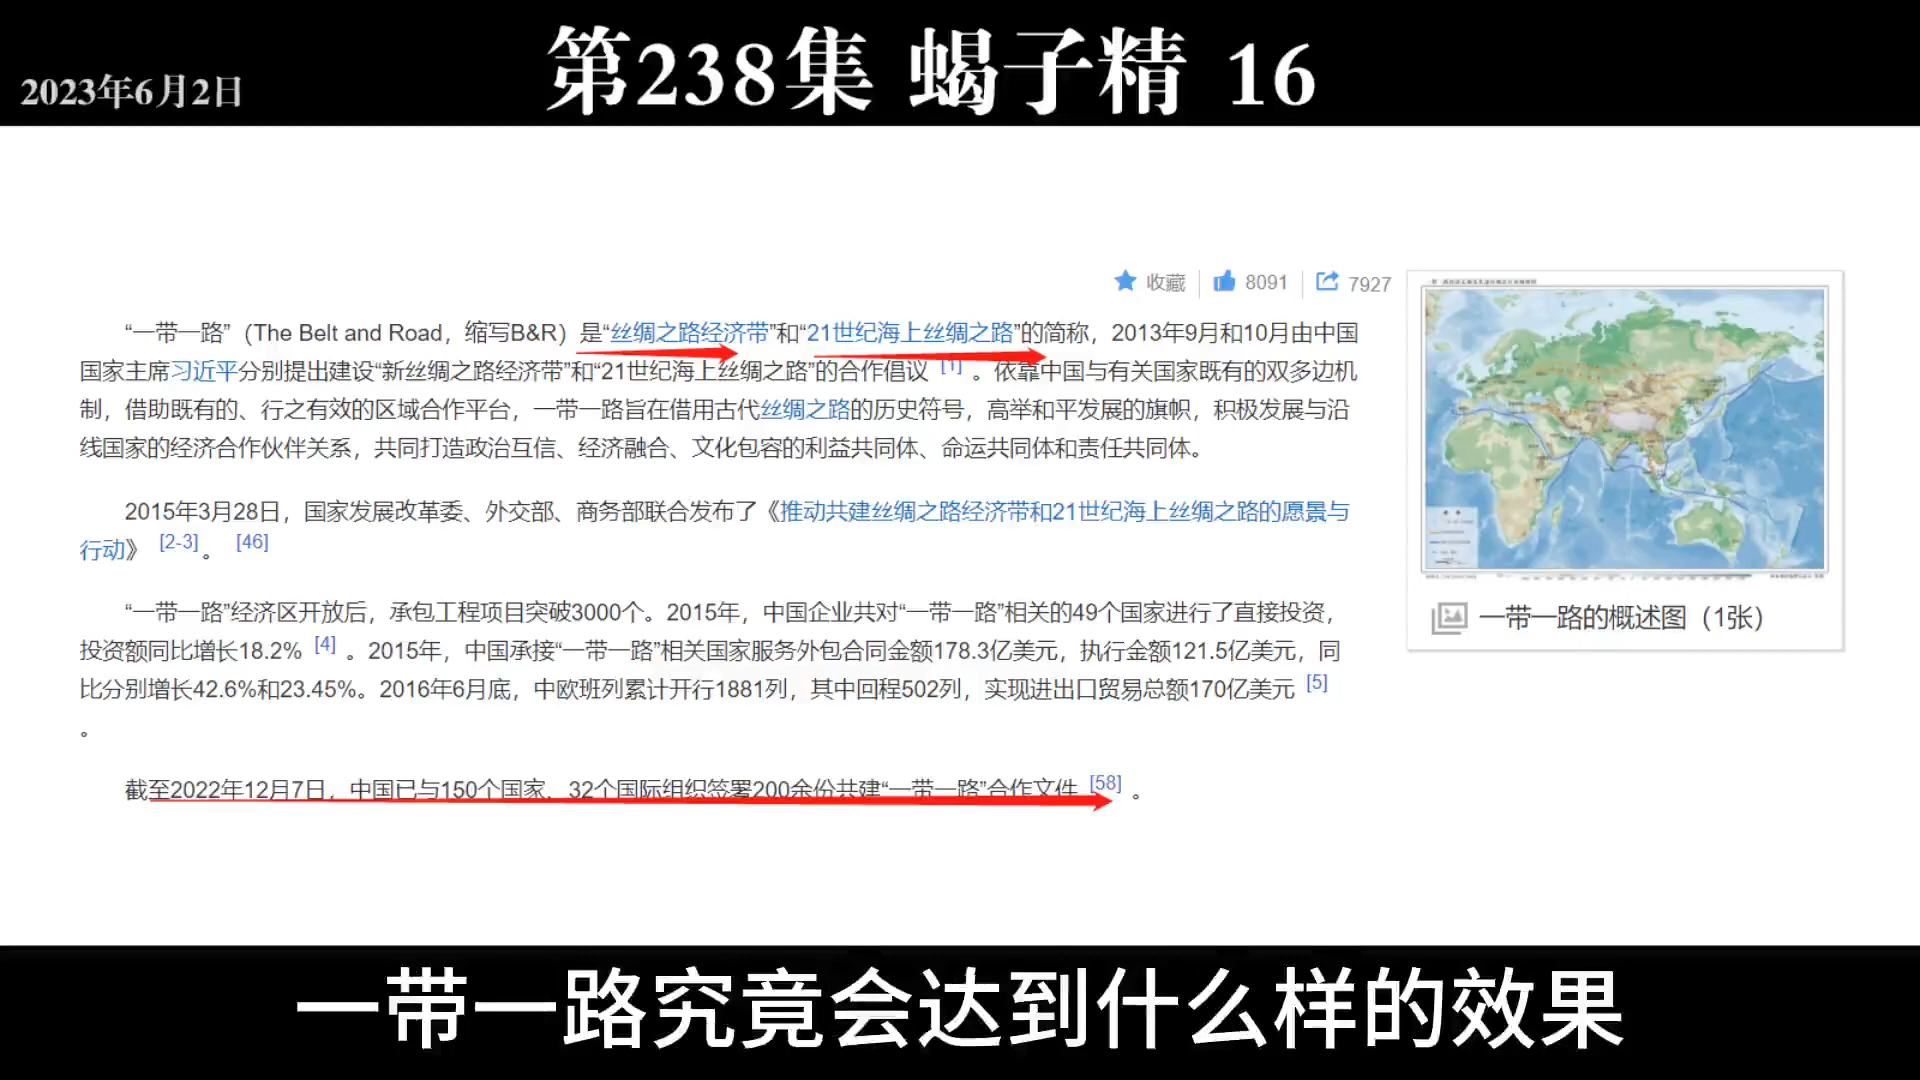 第238集 蝎子精 16
2023年6月2日
收藏 8091 7927
“一带一路”（The Belt and Road，缩写B&R）是“丝绸之路经济带”和“21世纪海上丝绸之路”的简称，2013年9月和10月由中国
国家主席习近平分别提出建设“新丝绸之路经济带”和“21世纪海上丝绸之路”的合作倡议 [1] 。依靠中国与有关国家既有的双多边机
制，借助既有的、行之有效的区域合作平台，一带一路旨在借用古代丝绸之路的历史符号，高举和平发展的旗帜，积极发展与沿
线国家的经济合作伙伴关系，共同打造政治互信、经济融合、文化包容的利益共同体、命运共同体和责任共同体。
2015年3月28日，国家发展改革委、外交部、商务部联合发布了《推动共建丝绸之路经济带和21世纪海上丝绸之路的愿景与
行动》 [2-3] 。 [46]
“一带一路”经济区开放后，承包工程项目突破3000个。2015年，中国企业共对“一带一路”相关的49个国家进行了直接投资，
投资额同比增长18.2% [4] 。2015年，中国承接“一带一路”相关国家服务外包合同金额178.3亿美元，执行金额121.5亿美元，同
比分别增长42.6%和23.45%。2016年6月底，中欧班列累计开行1881列，其中回程502列，实现进出口贸易总额170亿美元 [5]
。
截至2022年12月7日，中国已与150个国家、32个国际组织签署200余份共建“一带一路”合作文件 [58] 。
一带一路的概述图（1张）
一带一路究竟会达到什么样的效果